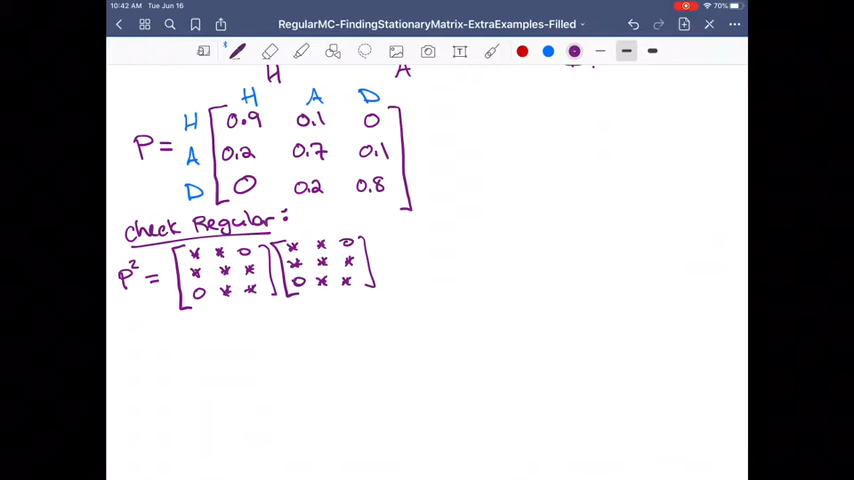 10:42 AM Tue Jun 16
70%
RegularMC-FindingStationaryMatrix-ExtraExamples-Filled
H A
H A D
H 0.9 0.1 0
P = A 0.2 0.7 0.1
D 0 0.2 0.8
Check Regular:
P² = [* * 0] [* * 0]
[* * *] [* * *]
[0 * *] [0 * *]